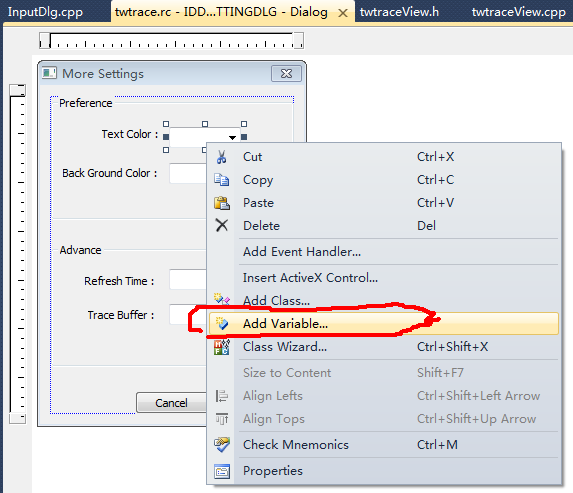 InputDlg.cpp twtrace.rc - IDD...TTINGDLG - Dialog twtraceView.h twtraceView.cpp
More Settings
Preference
Text Color :
Back Ground Color :
Advance
Refresh Time :
Trace Buffer :
Cancel
Cut Ctrl+X
Copy Ctrl+C
Paste Ctrl+V
Delete Del
Add Event Handler...
Insert ActiveX Control...
Add Class...
Add Variable...
Class Wizard... Ctrl+Shift+X
Size to Content Shift+F7
Align Lefts Ctrl+Shift+Left Arrow
Align Tops Ctrl+Shift+Up Arrow
Check Mnemonics Ctrl+M
Properties